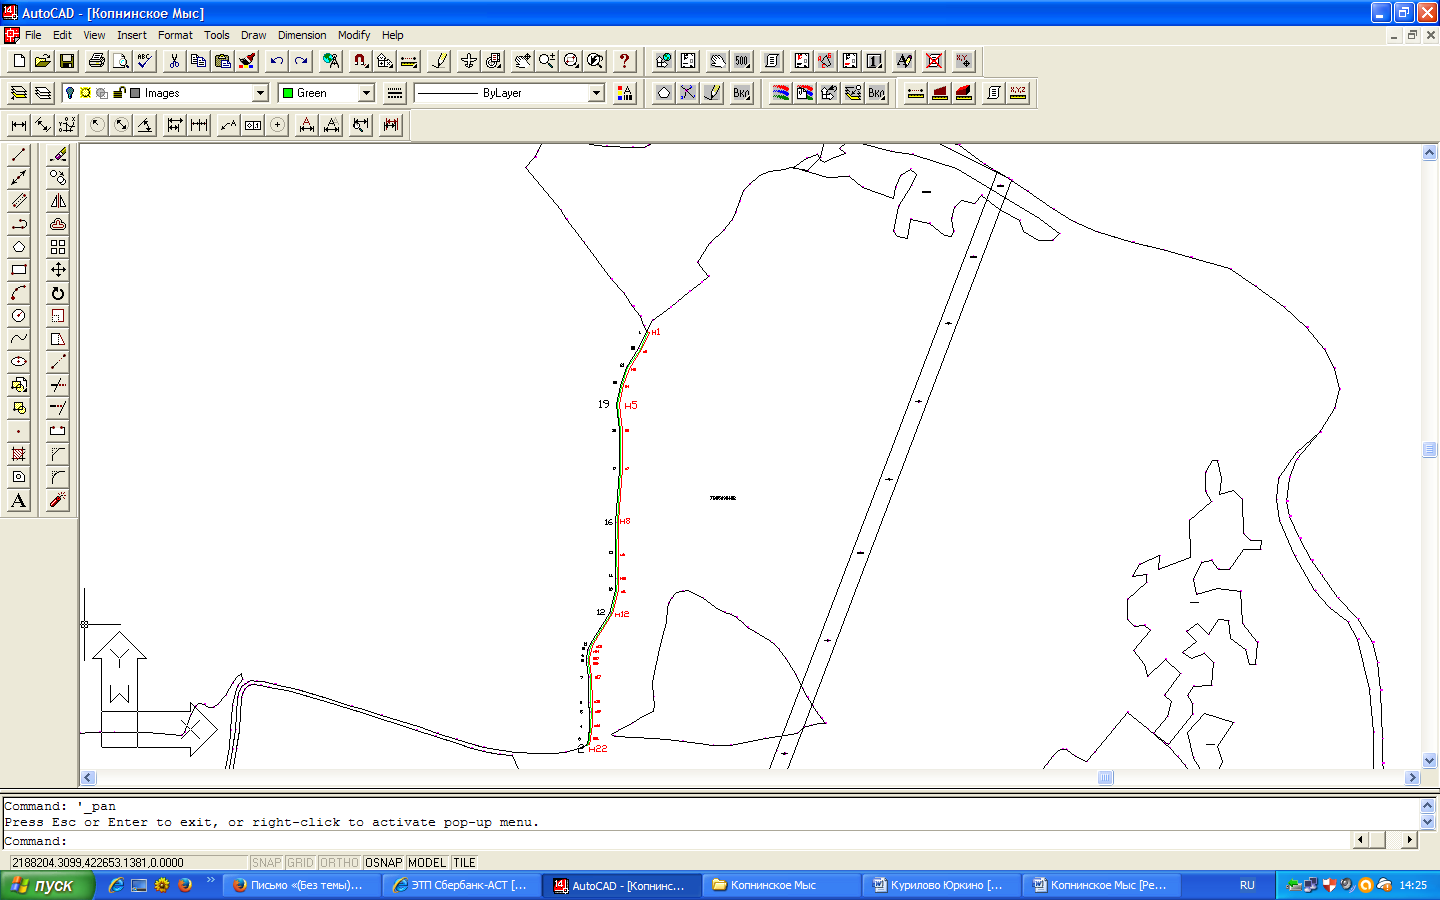 AutoCAD - [Копнинское Мыс]
File Edit View Insert Format Tools Draw Dimension Modify Help
Images Green ByLayer
Н1
19 Н5
16 Н8
12 Н12
Н22
Y
W
X
Command: '_pan
Press Esc or Enter to exit, or right-click to activate pop-up menu.
Command:
2188204.3099,422653.1381,0.0000 SNAP GRID ORTHO OSNAP MODEL TILE
пуск Письмо «(Без темы)... ЭТП Сбербанк-АСТ [... AutoCAD - [Копнинс... Копнинское Мыс Курилово Юркино [... Копнинское Мыс [Ре... RU 14:25